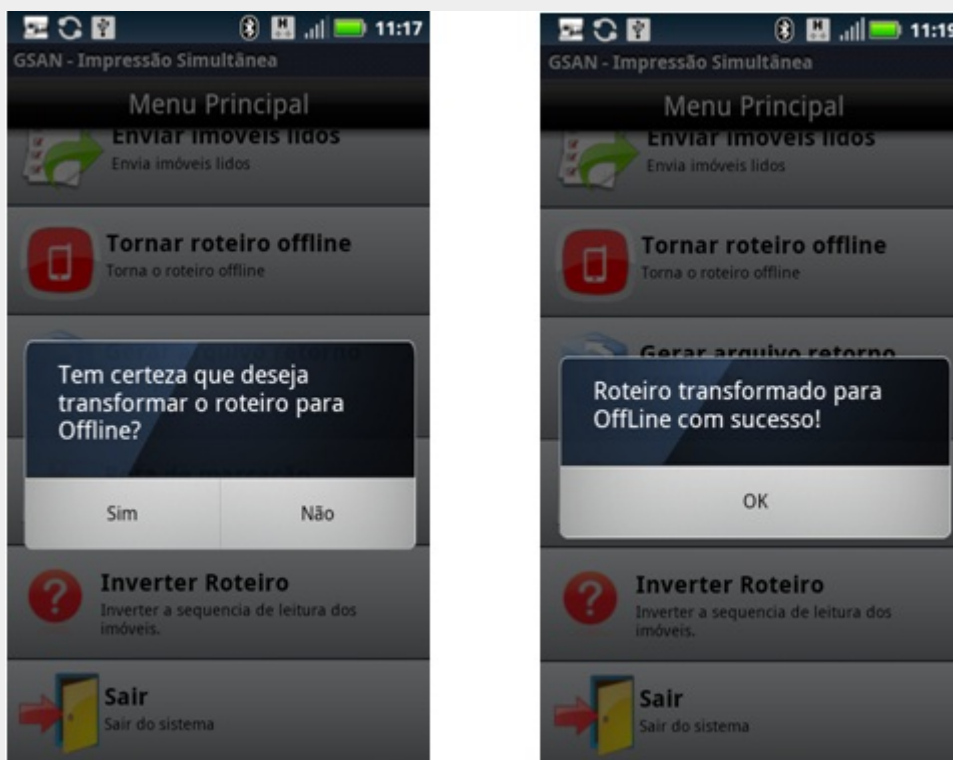 11:17
GSAN - Impressão Simultânea
Menu Principal
Enviar imóveis lidos
Envia imóveis lidos
Tornar roteiro offline
Torna o roteiro offline
Gerar arquivo retorno
Tem certeza que deseja
transformar o roteiro para
Offline?
Sim Não
Inverter Roteiro
Inverter a sequencia de leitura dos
imóveis.
Sair
Sair do sistema
11:19
GSAN - Impressão Simultânea
Menu Principal
Enviar imóveis lidos
Envia imóveis lidos
Tornar roteiro offline
Torna o roteiro offline
Gerar arquivo retorno
Roteiro transformado para
OffLine com sucesso!
OK
Inverter Roteiro
Inverter a sequencia de leitura dos
imóveis.
Sair
Sair do sistema